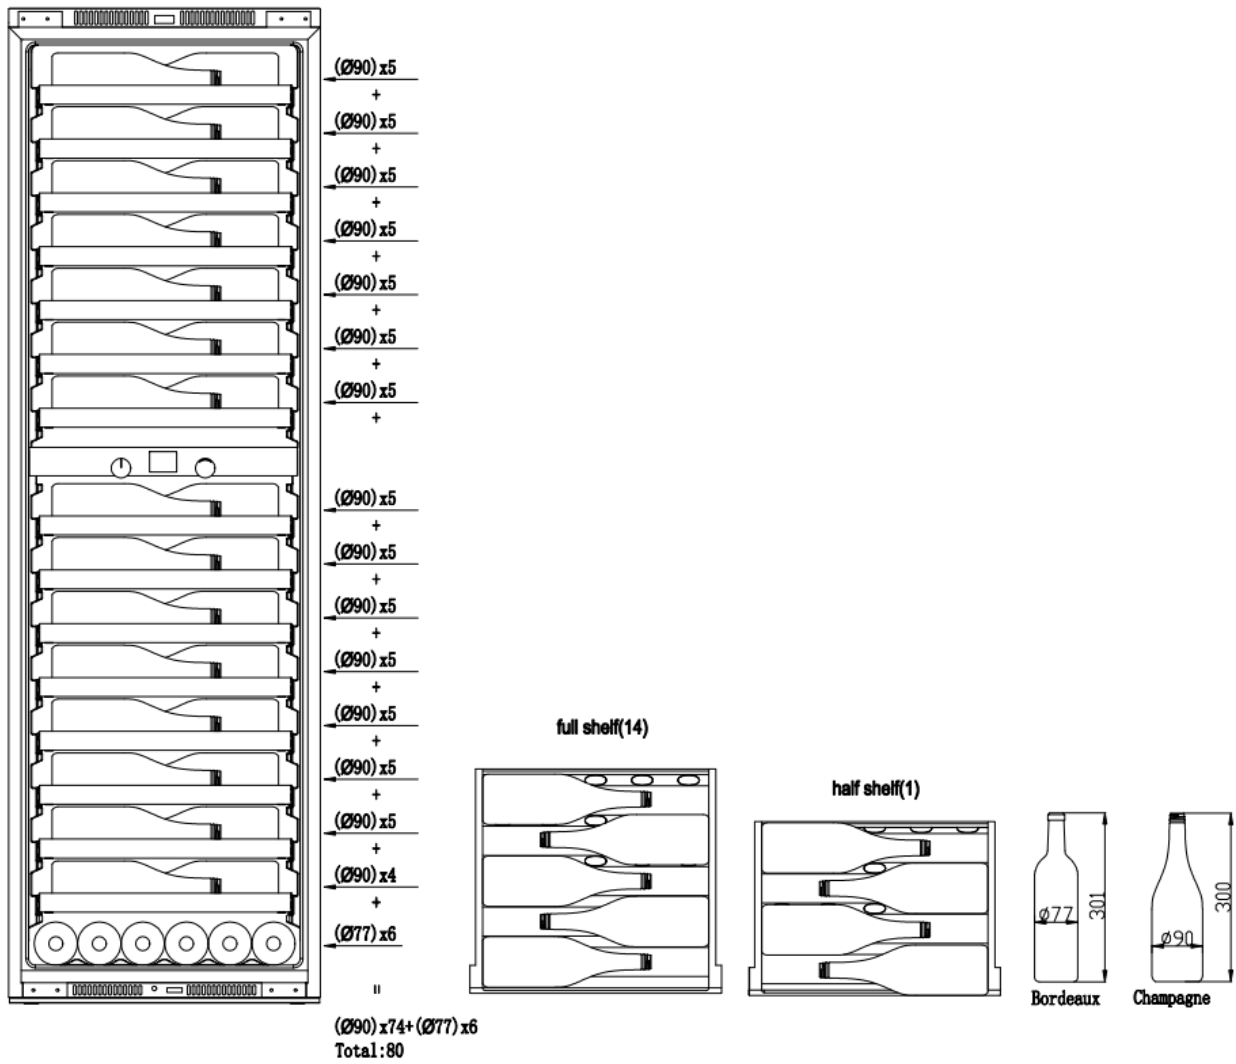 (Ø90)x5
+
(Ø90)x5
+
(Ø90)x5
+
(Ø90)x5
+
(Ø90)x5
+
(Ø90)x5
+
(Ø90)x5
+
(Ø90)x5
+
(Ø90)x5
+
(Ø90)x5
+
(Ø90)x5
+
(Ø90)x5
+
(Ø90)x5
+
(Ø90)x5
+
(Ø90)x4
+
(Ø77)x6
=
(Ø90)x74+(Ø77)x6
Total:80
full shelf(14)
half shelf(1)
Ø77
301
Bordeaux
Ø90
300
Champagne